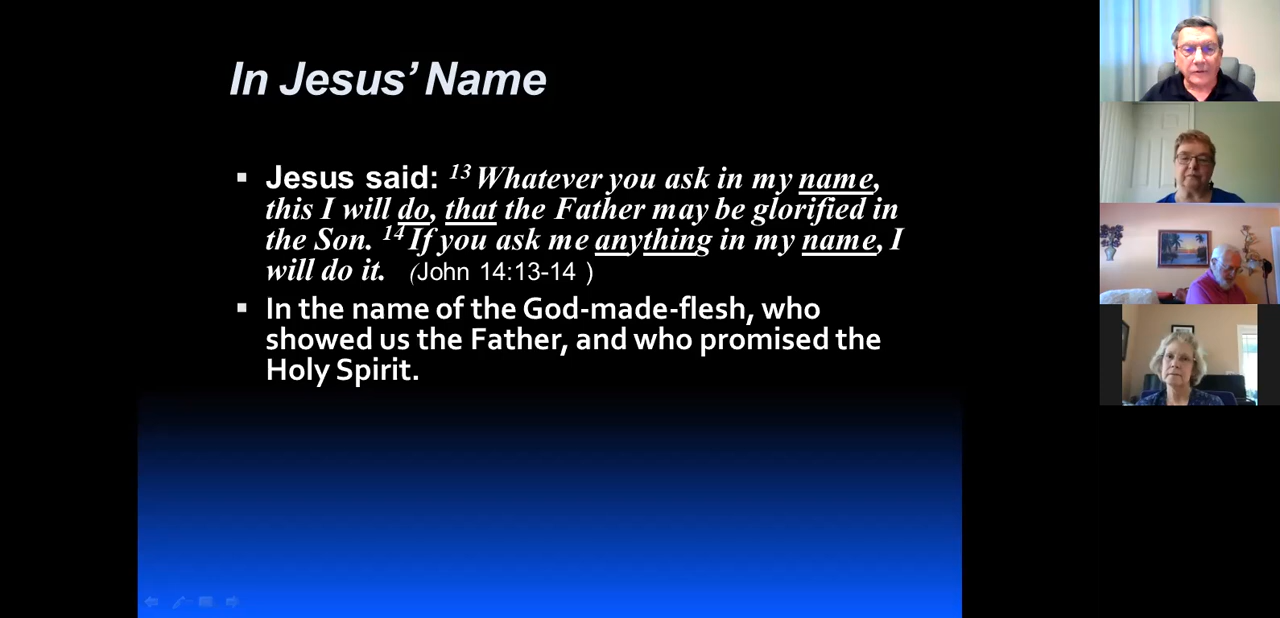 In Jesus’ Name
▪ Jesus said: ¹³ Whatever you ask in my name,
this I will do, that the Father may be glorified in
the Son. ¹⁴ If you ask me anything in my name, I
will do it. (John 14:13-14 )
▪ In the name of the God-made-flesh, who
showed us the Father, and who promised the
Holy Spirit.